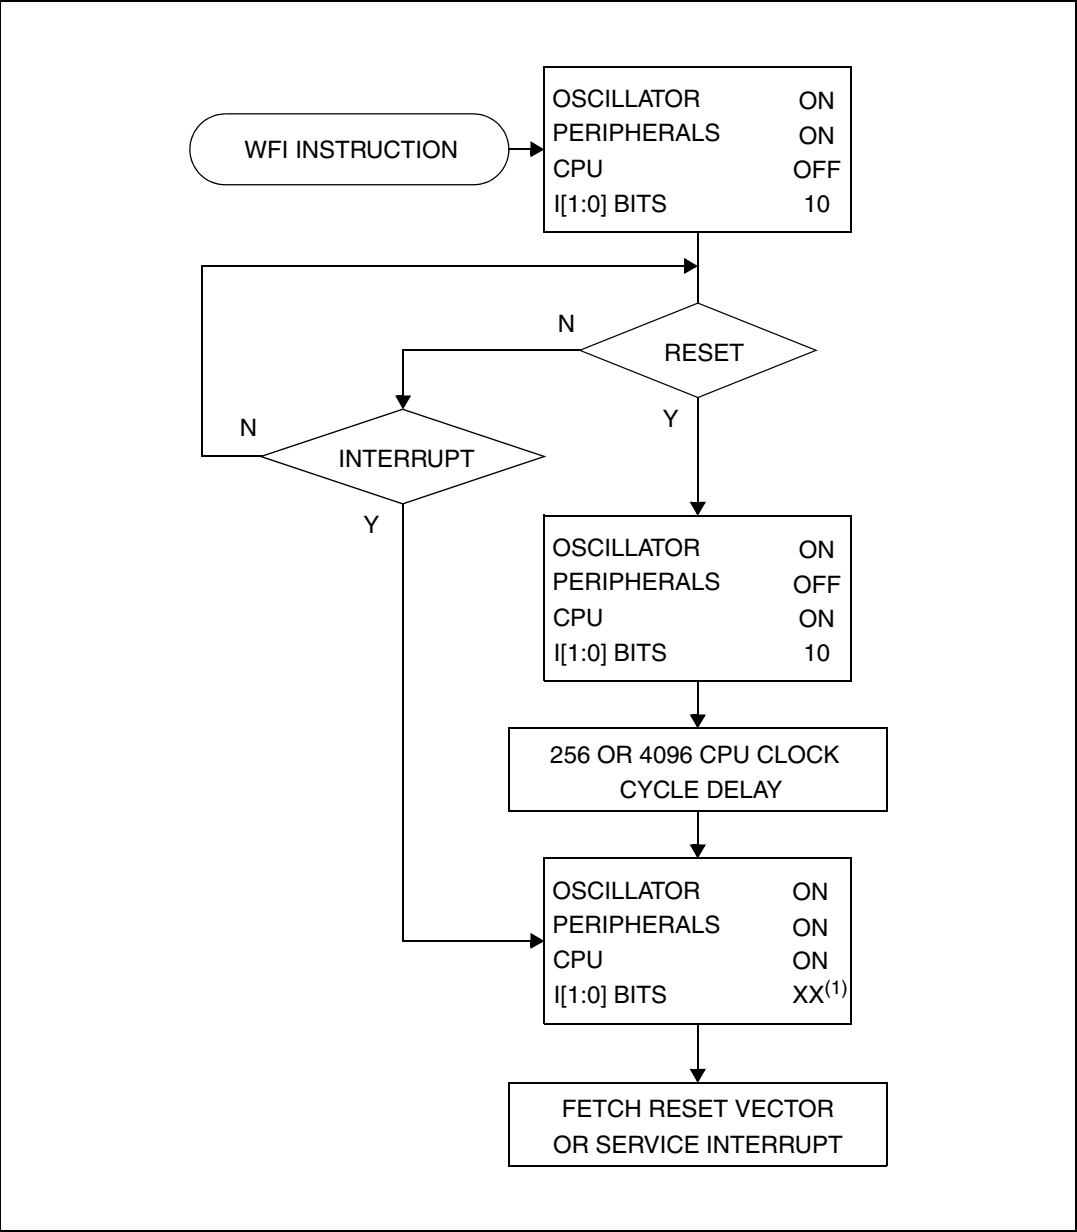 WFI INSTRUCTION
OSCILLATOR ON
PERIPHERALS ON
CPU OFF
I[1:0] BITS 10
N
RESET
Y
N
INTERRUPT
Y
OSCILLATOR ON
PERIPHERALS OFF
CPU ON
I[1:0] BITS 10
256 OR 4096 CPU CLOCK
CYCLE DELAY
OSCILLATOR ON
PERIPHERALS ON
CPU ON
I[1:0] BITS XX(1)
FETCH RESET VECTOR
OR SERVICE INTERRUPT